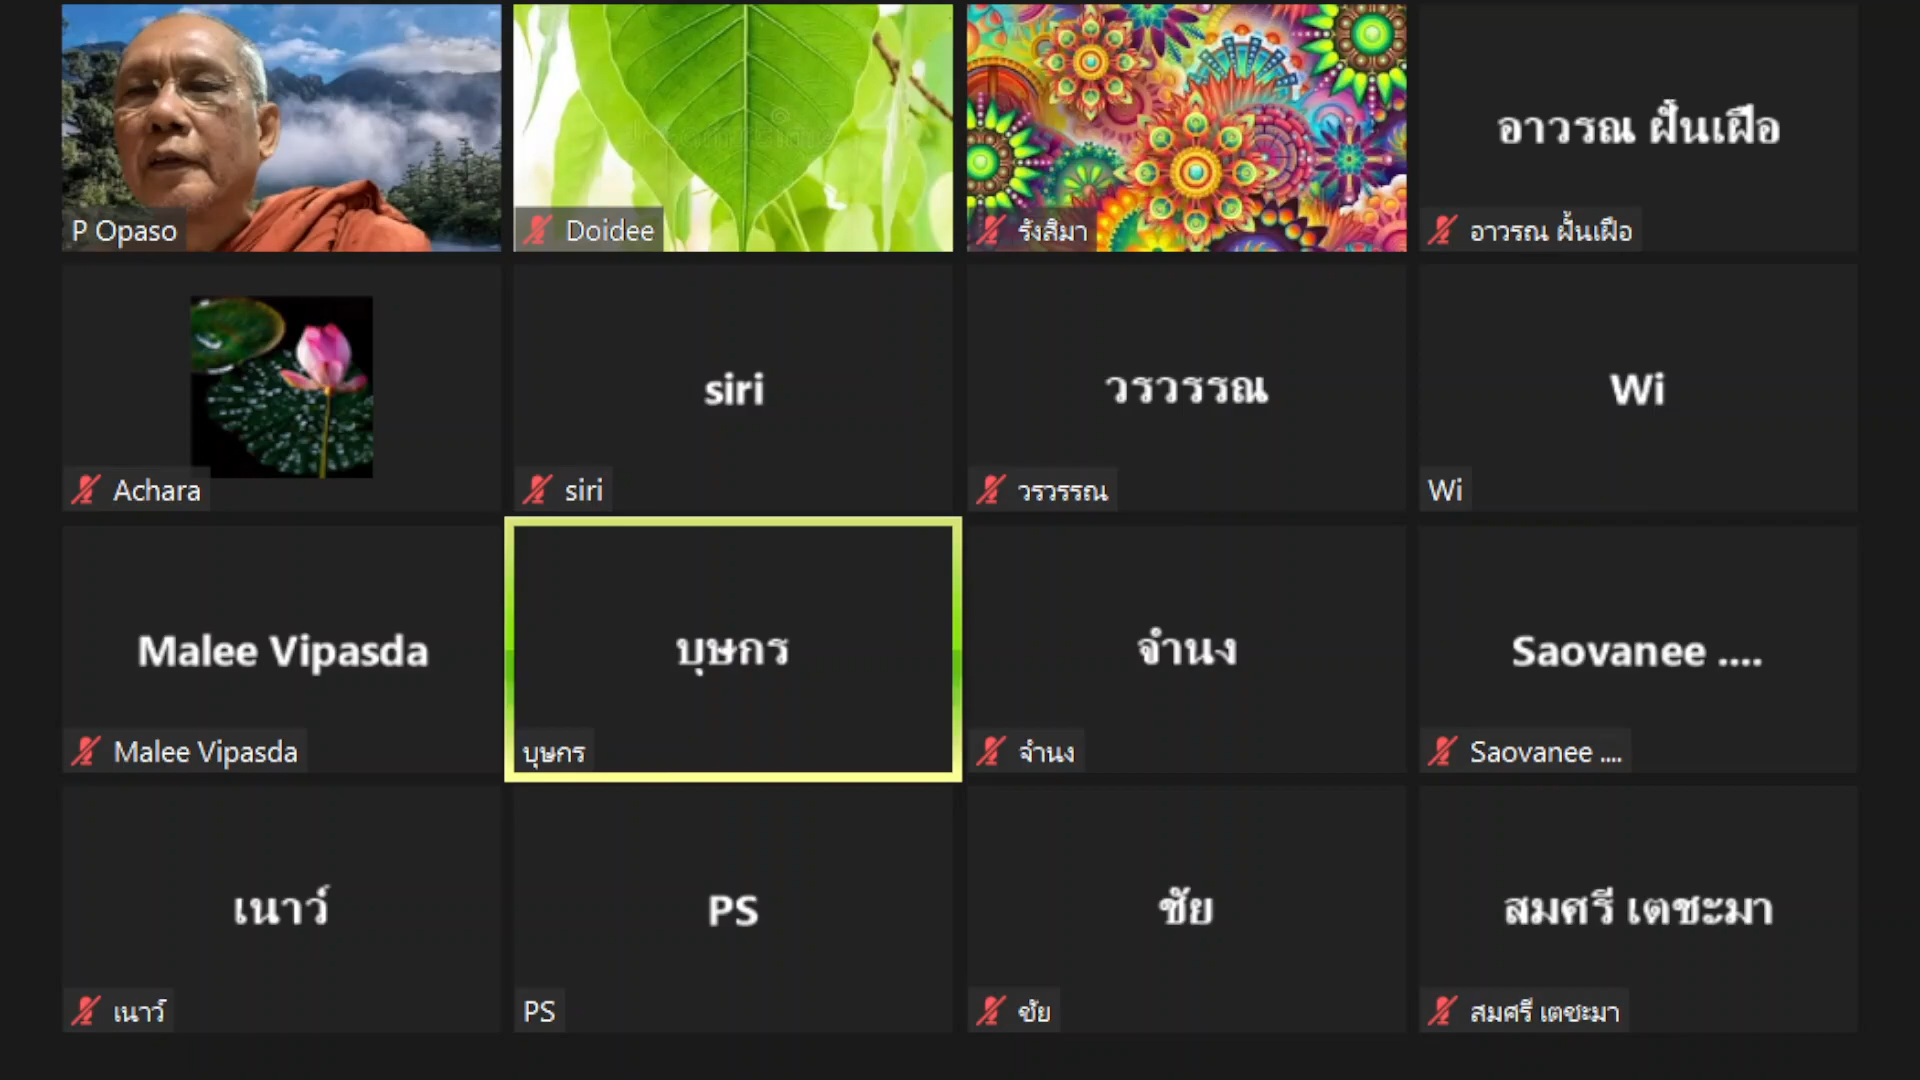 P Opaso
Doidee
รังสิมา
อาวรณ ฝั้นเฝือ
อาวรณ ฝั้นเฝือ
Achara
siri
siri
วรวรรณ
วรวรรณ
Wi
Wi
Malee Vipasda
Malee Vipasda
บุษกร
บุษกร
จำนง
จำนง
Saovanee ....
Saovanee ....
เนาว์
เนาว์
PS
PS
ชัย
ชัย
สมศรี เตชะมา
สมศรี เตชะมา